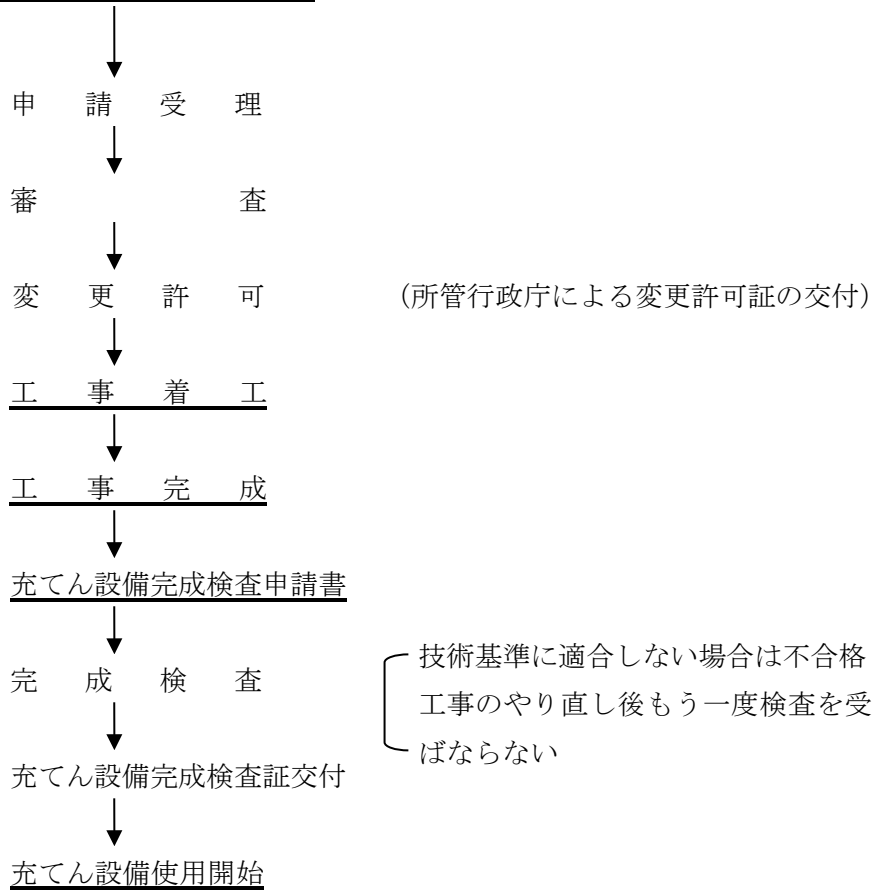 申請受理
審査
変更許可 (所管行政庁による変更許可証の交付)
工事着工
工事完成
充てん設備完成検査申請書
技術基準に適合しない場合は不合格
完成検査
工事のやり直し後もう一度検査を受
ばならない
充てん設備完成検査証交付
充てん設備使用開始